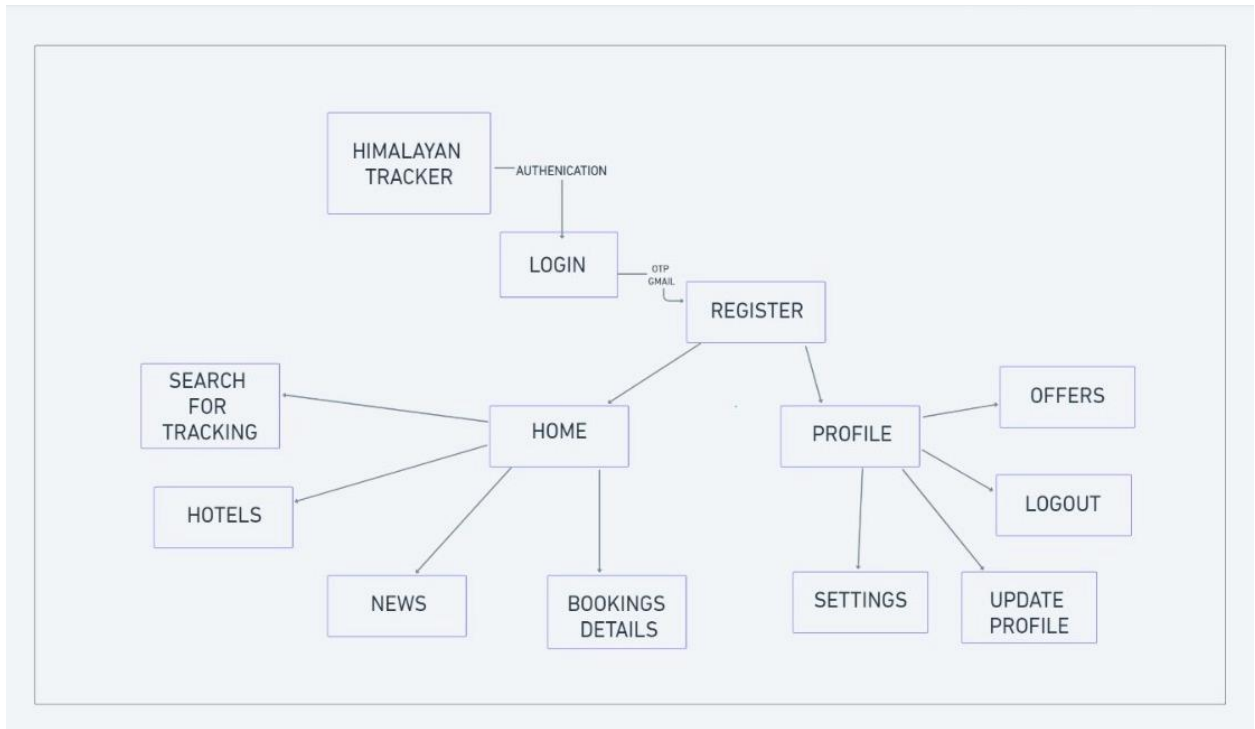 HIMALAYAN
TRACKER
AUTHENICATION
LOGIN
OTP
GMAIL
REGISTER
SEARCH
FOR
TRACKING
HOME
PROFILE
OFFERS
HOTELS
LOGOUT
NEWS
BOOKINGS
DETAILS
SETTINGS
UPDATE
PROFILE